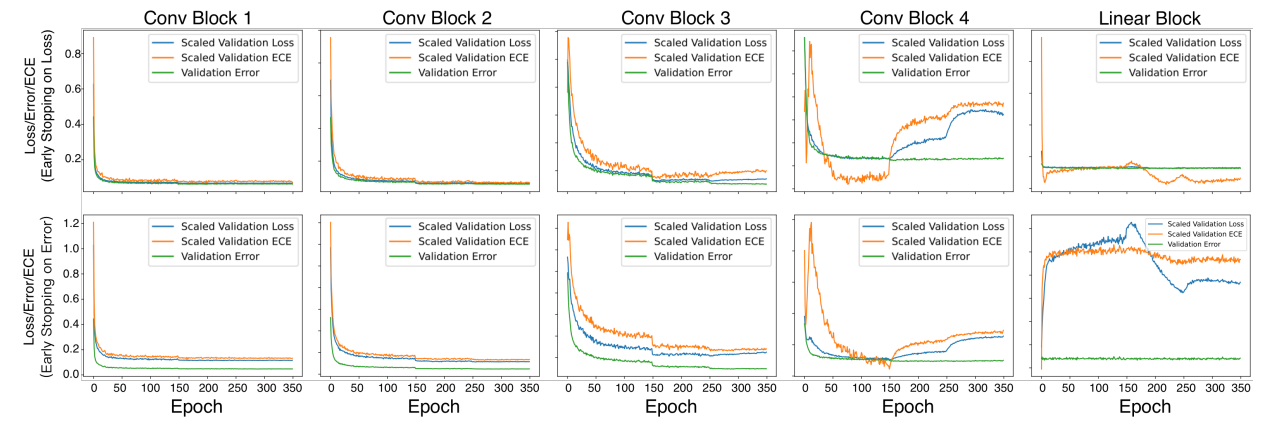 Conv Block 1
Conv Block 2
Conv Block 3
Conv Block 4
Linear Block
Loss/Error/ECE
(Early Stopping on Loss)
0.8
0.6
0.4
0.2
Scaled Validation Loss
Scaled Validation ECE
Validation Error
Scaled Validation Loss
Scaled Validation ECE
Validation Error
Scaled Validation Loss
Scaled Validation ECE
Validation Error
Scaled Validation Loss
Scaled Validation ECE
Validation Error
Scaled Validation Loss
Scaled Validation ECE
Validation Error
Loss/Error/ECE
(Early Stopping on Error)
1.2
1.0
0.8
0.6
0.4
0.2
0.0
Scaled Validation Loss
Scaled Validation ECE
Validation Error
Scaled Validation Loss
Scaled Validation ECE
Validation Error
Scaled Validation Loss
Scaled Validation ECE
Validation Error
Scaled Validation Loss
Scaled Validation ECE
Validation Error
Scaled Validation Loss
Scaled Validation ECE
Validation Error
0 50 100 150 200 250 300 350
0 50 100 150 200 250 300 350
0 50 100 150 200 250 300 350
0 50 100 150 200 250 300 350
0 50 100 150 200 250 300 350
Epoch
Epoch
Epoch
Epoch
Epoch